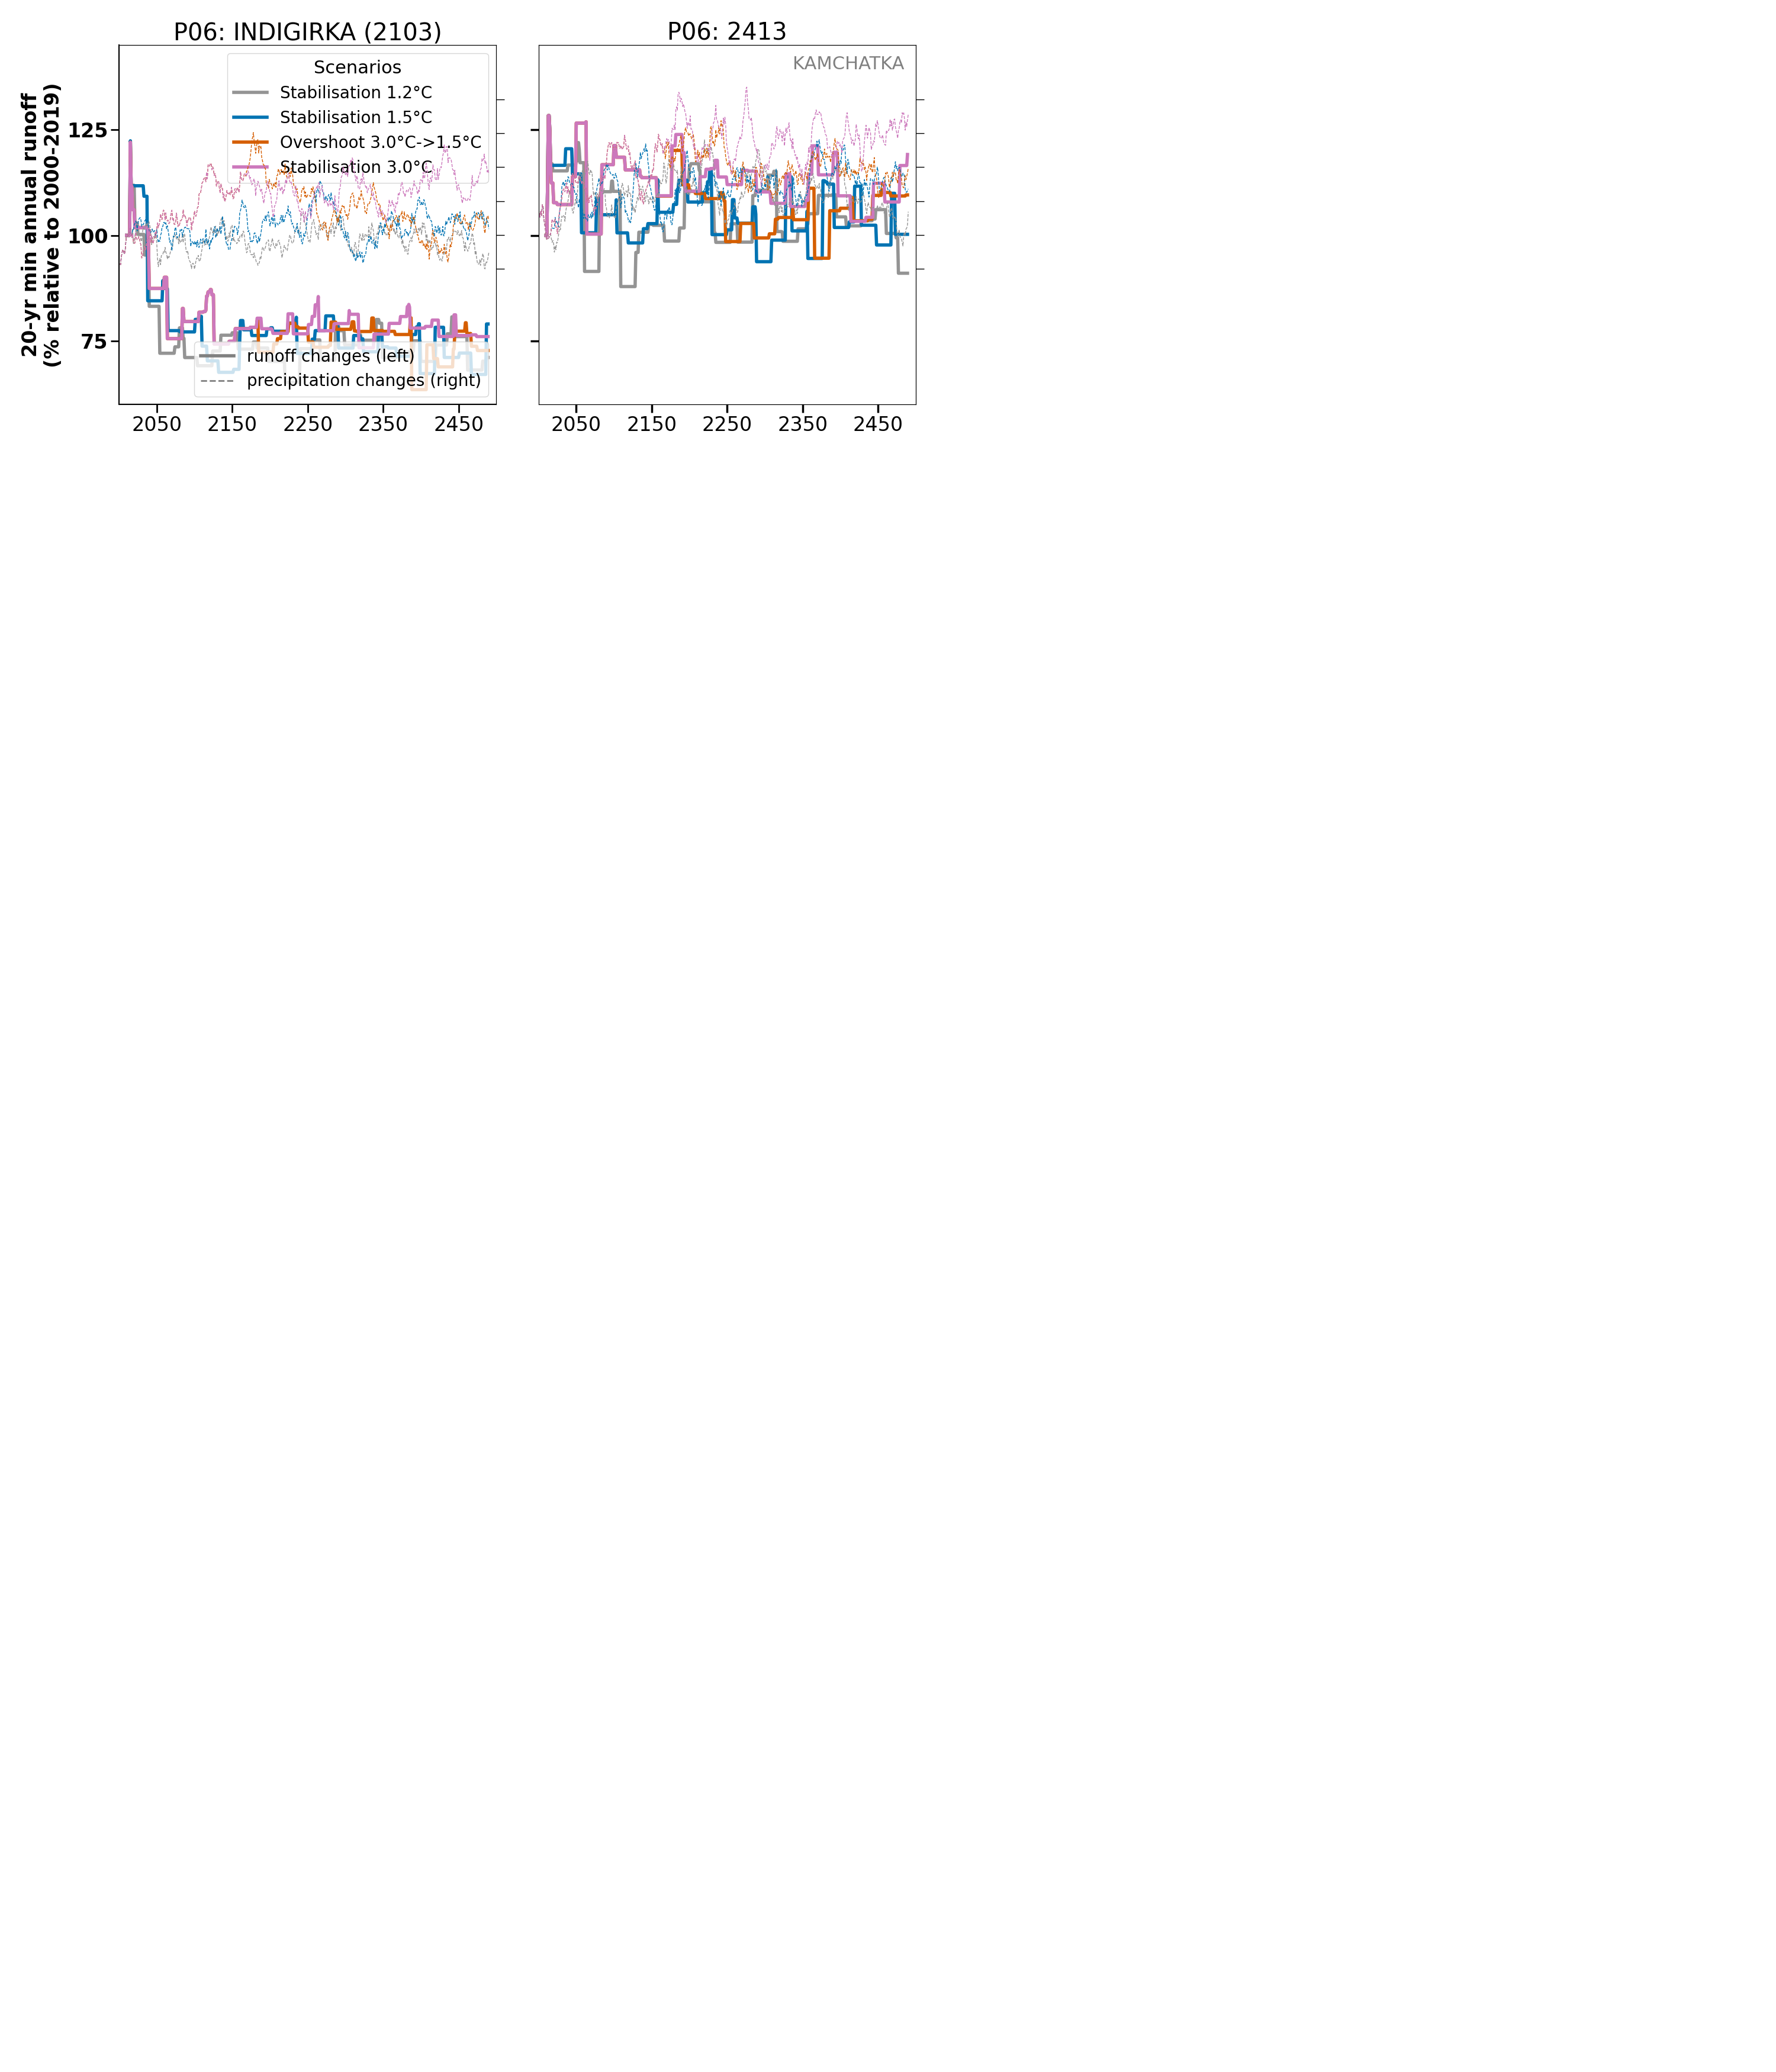 P06: INDIGIRKA (2103)
P06: 2413
20-yr min annual runoff
(% relative to 2000-2019)
125
100
75
Scenarios
Stabilisation 1.2°C
Stabilisation 1.5°C
Overshoot 3.0°C->1.5°C
Stabilisation 3.0°C
KAMCHATKA
runoff changes (left)
precipitation changes (right)
2050 2150 2250 2350 2450
2050 2150 2250 2350 2450